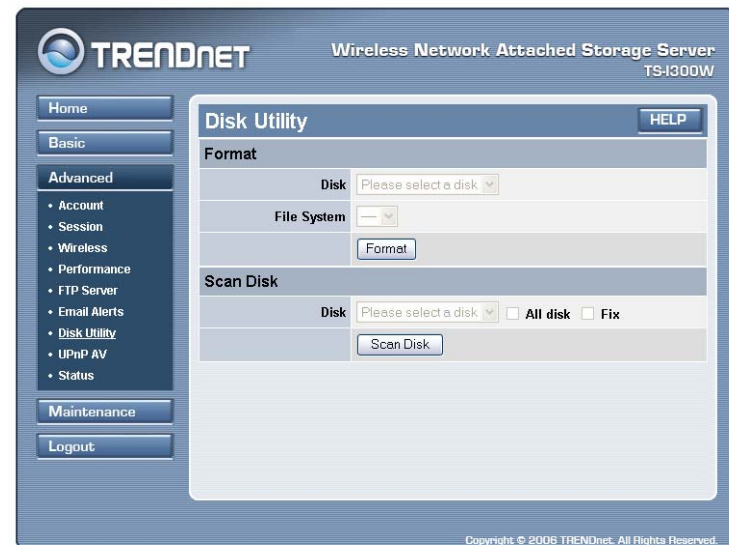 TRENDnet
Wireless Network Attached Storage Server
TS-I300W
Home
Basic
Advanced
• Account
• Session
• Wireless
• Performance
• FTP Server
• Email Alerts
• Disk Utility
• UPnP AV
• Status
Maintenance
Logout
Disk Utility HELP
Format
Disk Please select a disk
File System ---
Format
Scan Disk
Disk Please select a disk All disk Fix
Scan Disk
Copyright © 2006 TRENDnet. All Rights Reserved.